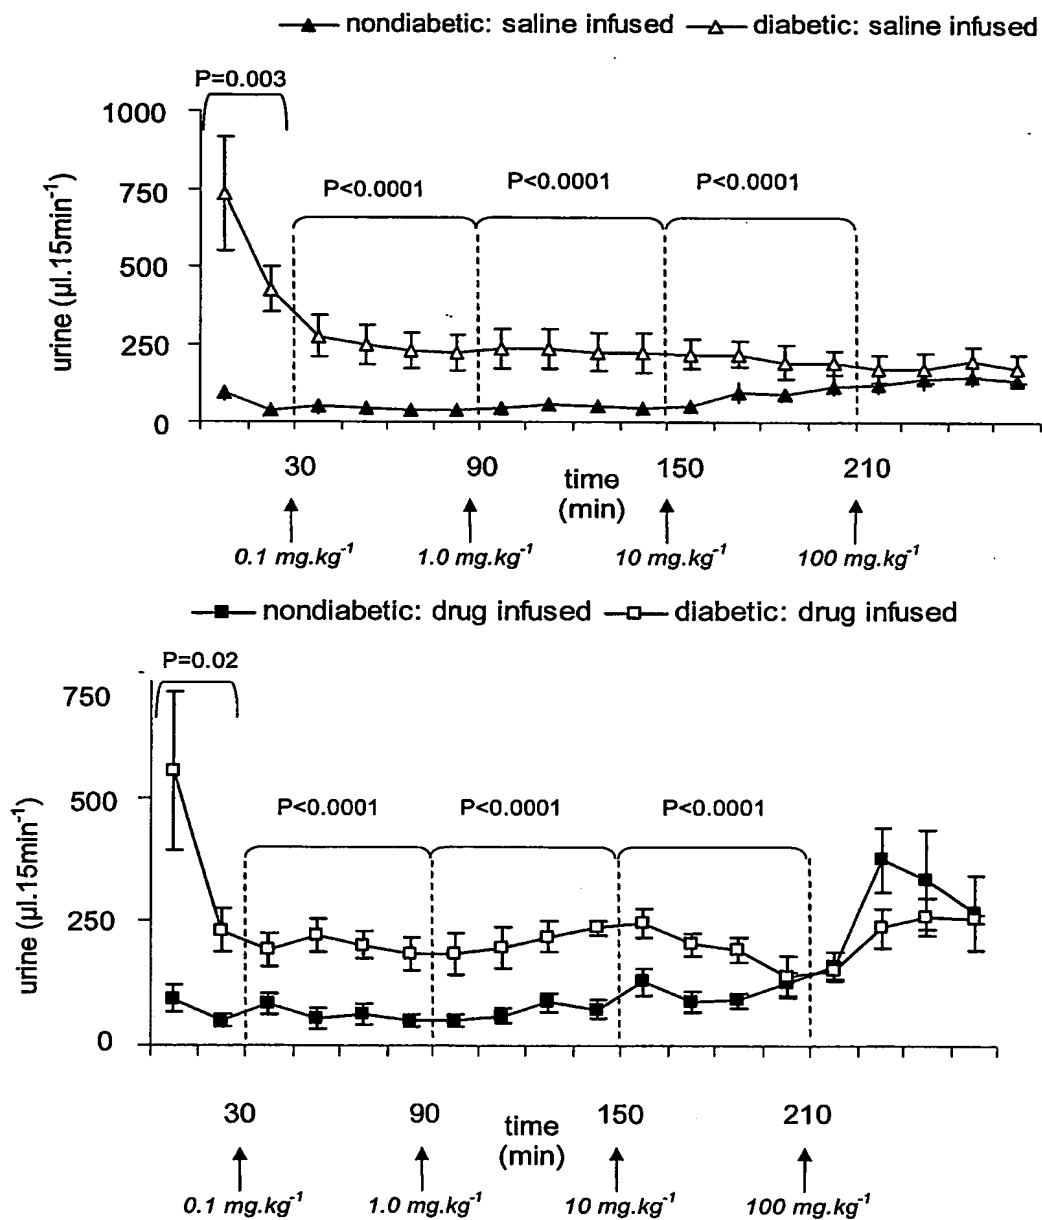 nondiabetic: saline infused diabetic: saline infused
P=0.003
1000
P<0.0001 P<0.0001 P<0.0001
750
500
250
0
urine (µl.15min⁻¹)
30 90 150 210
time
(min)
0.1 mg.kg⁻¹ 1.0 mg.kg⁻¹ 10 mg.kg⁻¹ 100 mg.kg⁻¹
nondiabetic: drug infused diabetic: drug infused
P=0.02
750
P<0.0001 P<0.0001 P<0.0001
500
250
0
urine (µl.15min⁻¹)
30 90 150 210
time
(min)
0.1 mg.kg⁻¹ 1.0 mg.kg⁻¹ 10 mg.kg⁻¹ 100 mg.kg⁻¹